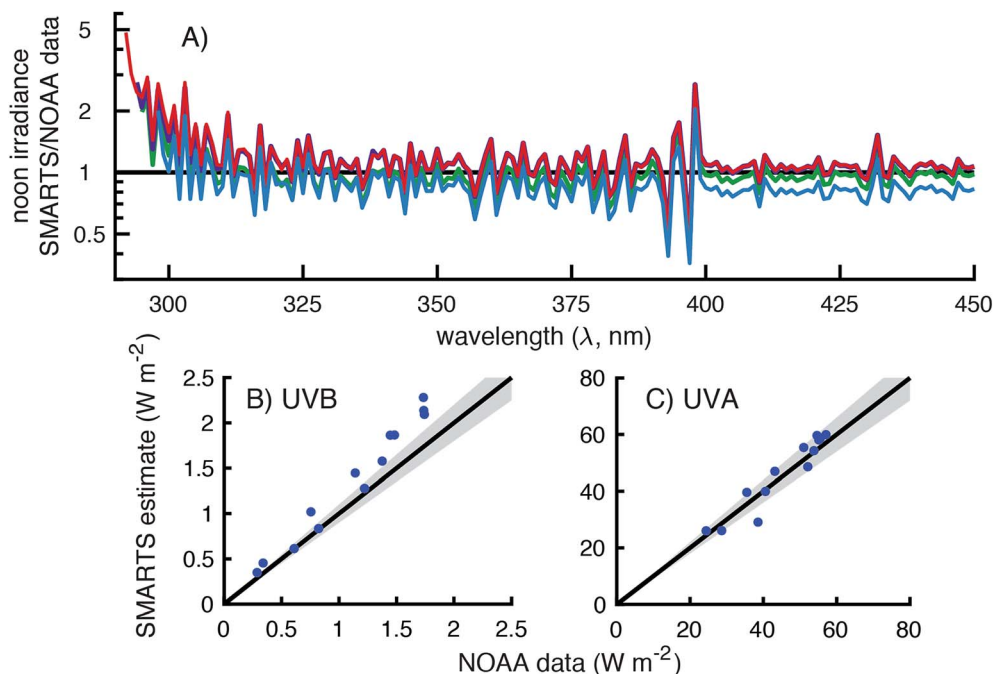 noon irradiance
SMARTS/NOAA data
5
2
1
0.5
A)
300 325 350 375 400 425 450
wavelength (λ, nm)
SMARTS estimate (W m-2)
B) UVB
2.5
2
1.5
1
0.5
0
0 0.5 1 1.5 2 2.5
C) UVA
80
60
40
20
0
0 20 40 60 80
NOAA data (W m-2)